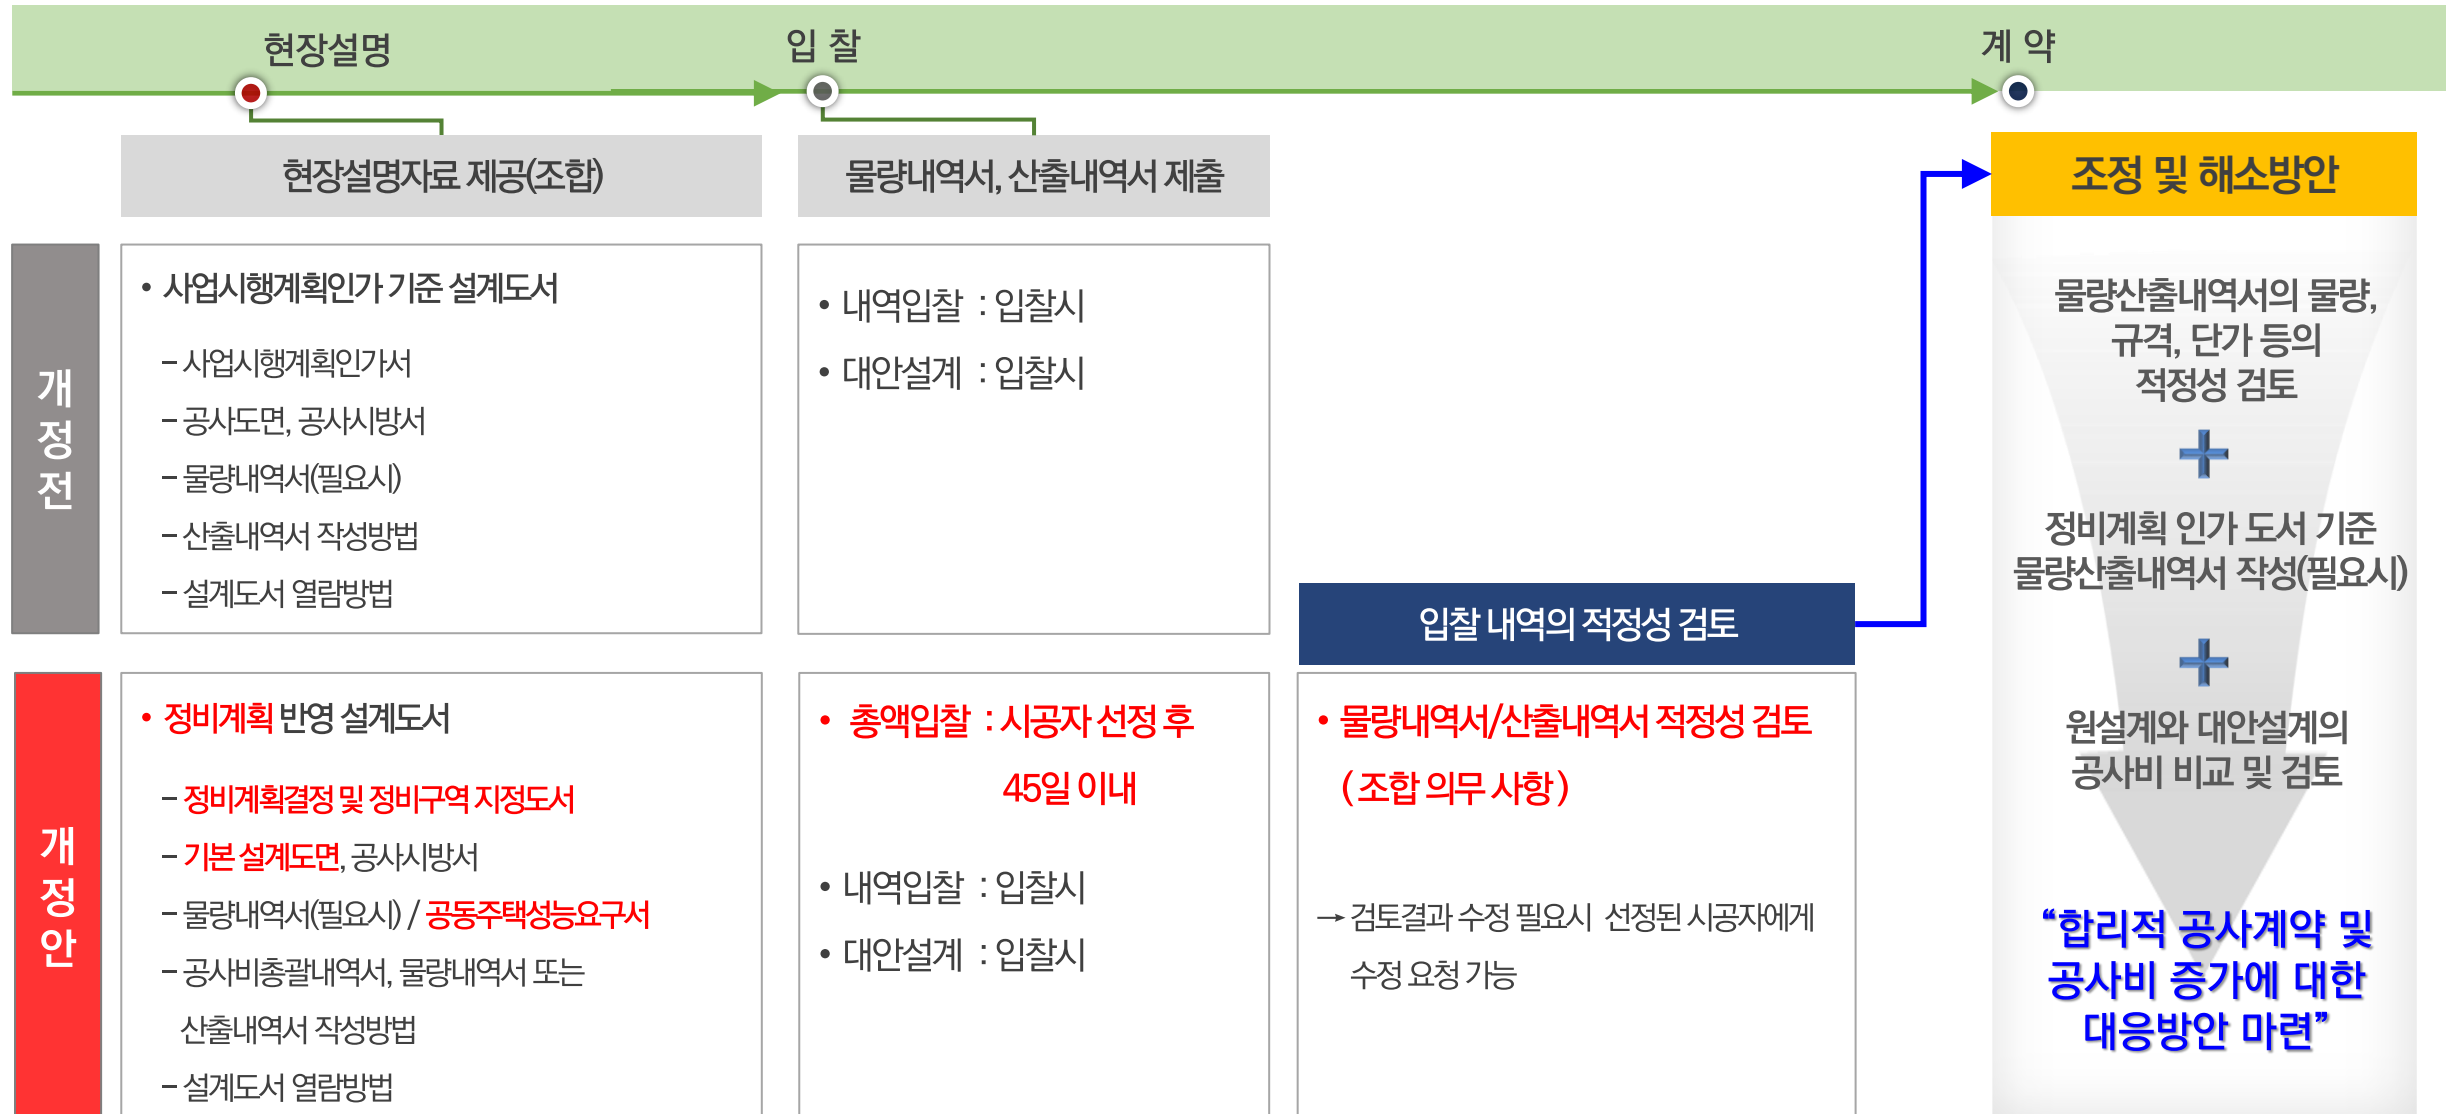 현장설명
입 찰
계 약
현장설명자료 제공(조합)
물량내역서, 산출내역서 제출
조정 및 해소방안
개
정
전
• 사업시행계획인가 기준 설계도서
– 사업시행계획인가서
– 공사도면, 공사시방서
– 물량내역서(필요시)
– 산출내역서 작성방법
– 설계도서 열람방법
• 내역입찰 : 입찰시
• 대안설계 : 입찰시
입찰 내역의 적정성 검토
개
정
안
• 정비계획 반영 설계도서
– 정비계획결정 및 정비구역 지정도서
– 기본 설계도면, 공사시방서
– 물량내역서(필요시) / 공동주택성능요구서
– 공사비총괄내역서, 물량내역서 또는
산출내역서 작성방법
– 설계도서 열람방법
• 총액입찰 : 시공자 선정 후
45일 이내
• 내역입찰 : 입찰시
• 대안설계 : 입찰시
• 물량내역서/산출내역서 적정성 검토
( 조합 의무 사항 )
→ 검토결과 수정 필요시 선정된 시공자에게
수정 요청 가능
물량산출내역서의 물량,
규격, 단가 등의
적정성 검토
정비계획 인가 도서 기준
물량산출내역서 작성(필요시)
원설계와 대안설계의
공사비 비교 및 검토
“합리적 공사계약 및
공사비 증가에 대한
대응방안 마련”